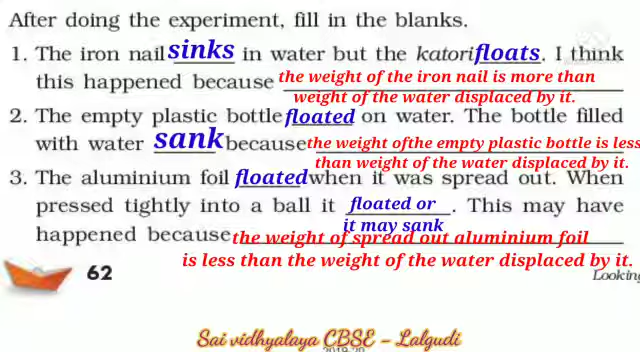 After doing the experiment, fill in the blanks.
1. The iron nail sinks in water but the katori floats. I think
this happened because the weight of the iron nail is more than
weight of the water displaced by it.
2. The empty plastic bottle floated on water. The bottle filled
with water sank because the weight ofthe empty plastic bottle is less
than weight of the water displaced by it.
3. The aluminium foil floated when it was spread out. When
pressed tightly into a ball it floated or . This may have
it may sank
happened because the weight of spread out aluminium foil
is less than the weight of the water displaced by it.
62
Looking
Sai vidhyalaya CBSE – Lalgudi
2019-20